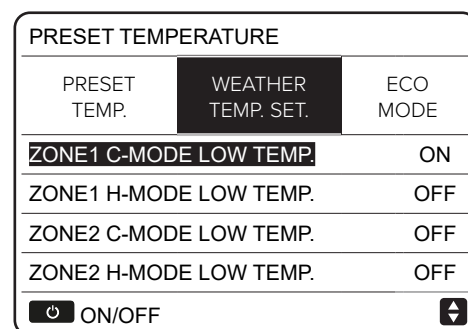 PRESET TEMPERATURE
PRESET TEMP. WEATHER TEMP. SET. ECO MODE
ZONE1 C-MODE LOW TEMP. ON
ZONE1 H-MODE LOW TEMP. OFF
ZONE2 C-MODE LOW TEMP. OFF
ZONE2 H-MODE LOW TEMP. OFF
ON/OFF